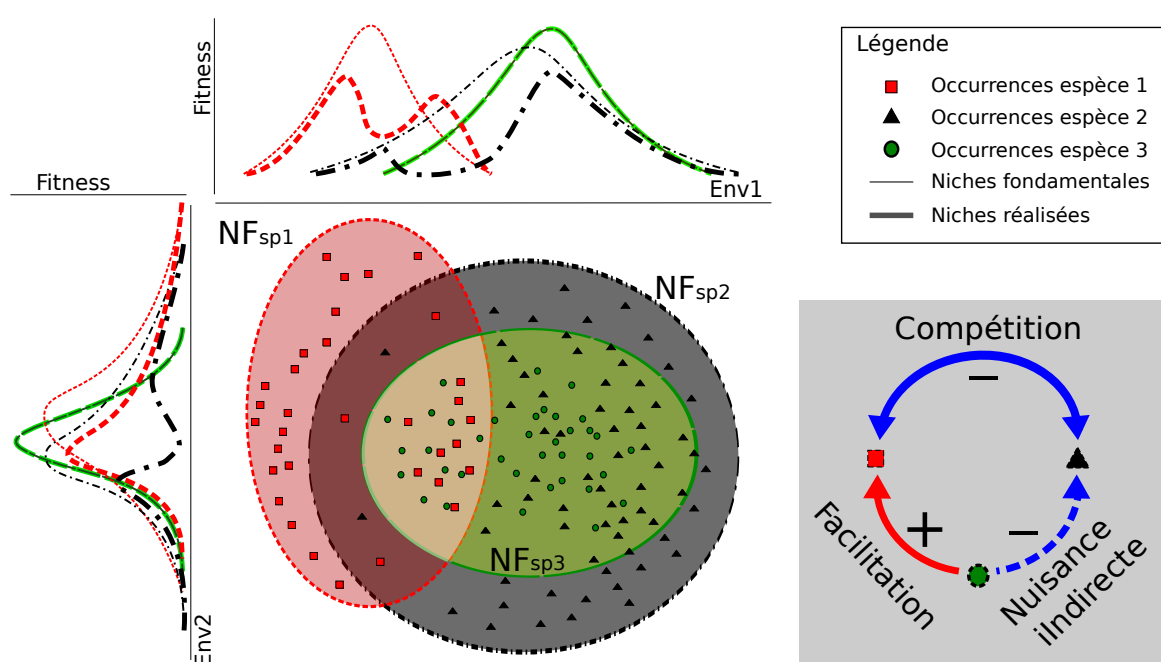 Fitness
Env1
Légende
Occurrences espèce 1
Occurrences espèce 2
Occurrences espèce 3
Niches fondamentales
Niches réalisées
Fitness
Env2
NFsp1
NFsp2
NFsp3
Compétition
−
+
−
Facilitation
Nuisance
iIndirecte